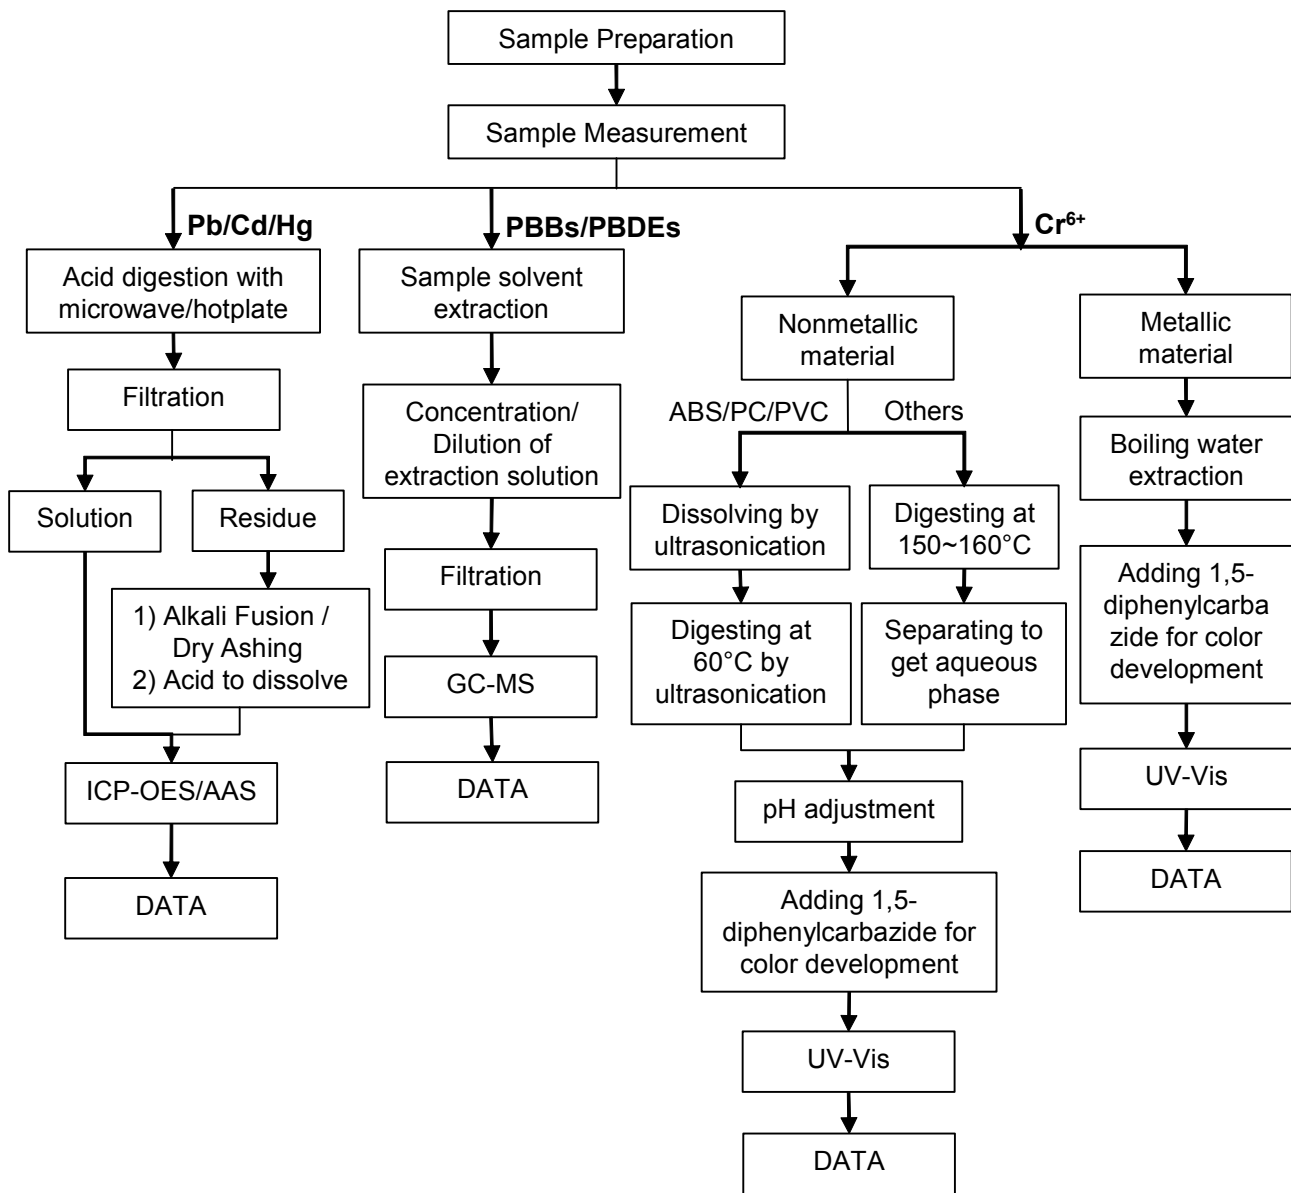 Sample Preparation
Sample Measurement
Pb/Cd/Hg
Acid digestion with
microwave/hotplate
Filtration
Solution
Residue
1) Alkali Fusion /
Dry Ashing
2) Acid to dissolve
ICP-OES/AAS
DATA
PBBs/PBDEs
Sample solvent
extraction
Concentration/
Dilution of
extraction solution
Filtration
GC-MS
DATA
Cr⁶⁺
Nonmetallic
material
ABS/PC/PVC
Others
Dissolving by
ultrasonication
Digesting at
60°C by
ultrasonication
Digesting at
150~160°C
Separating to
get aqueous
phase
pH adjustment
Adding 1,5-
diphenylcarbazide for
color development
UV-Vis
DATA
Metallic
material
Boiling water
extraction
Adding 1,5-
diphenylcarba
zide for color
development
UV-Vis
DATA